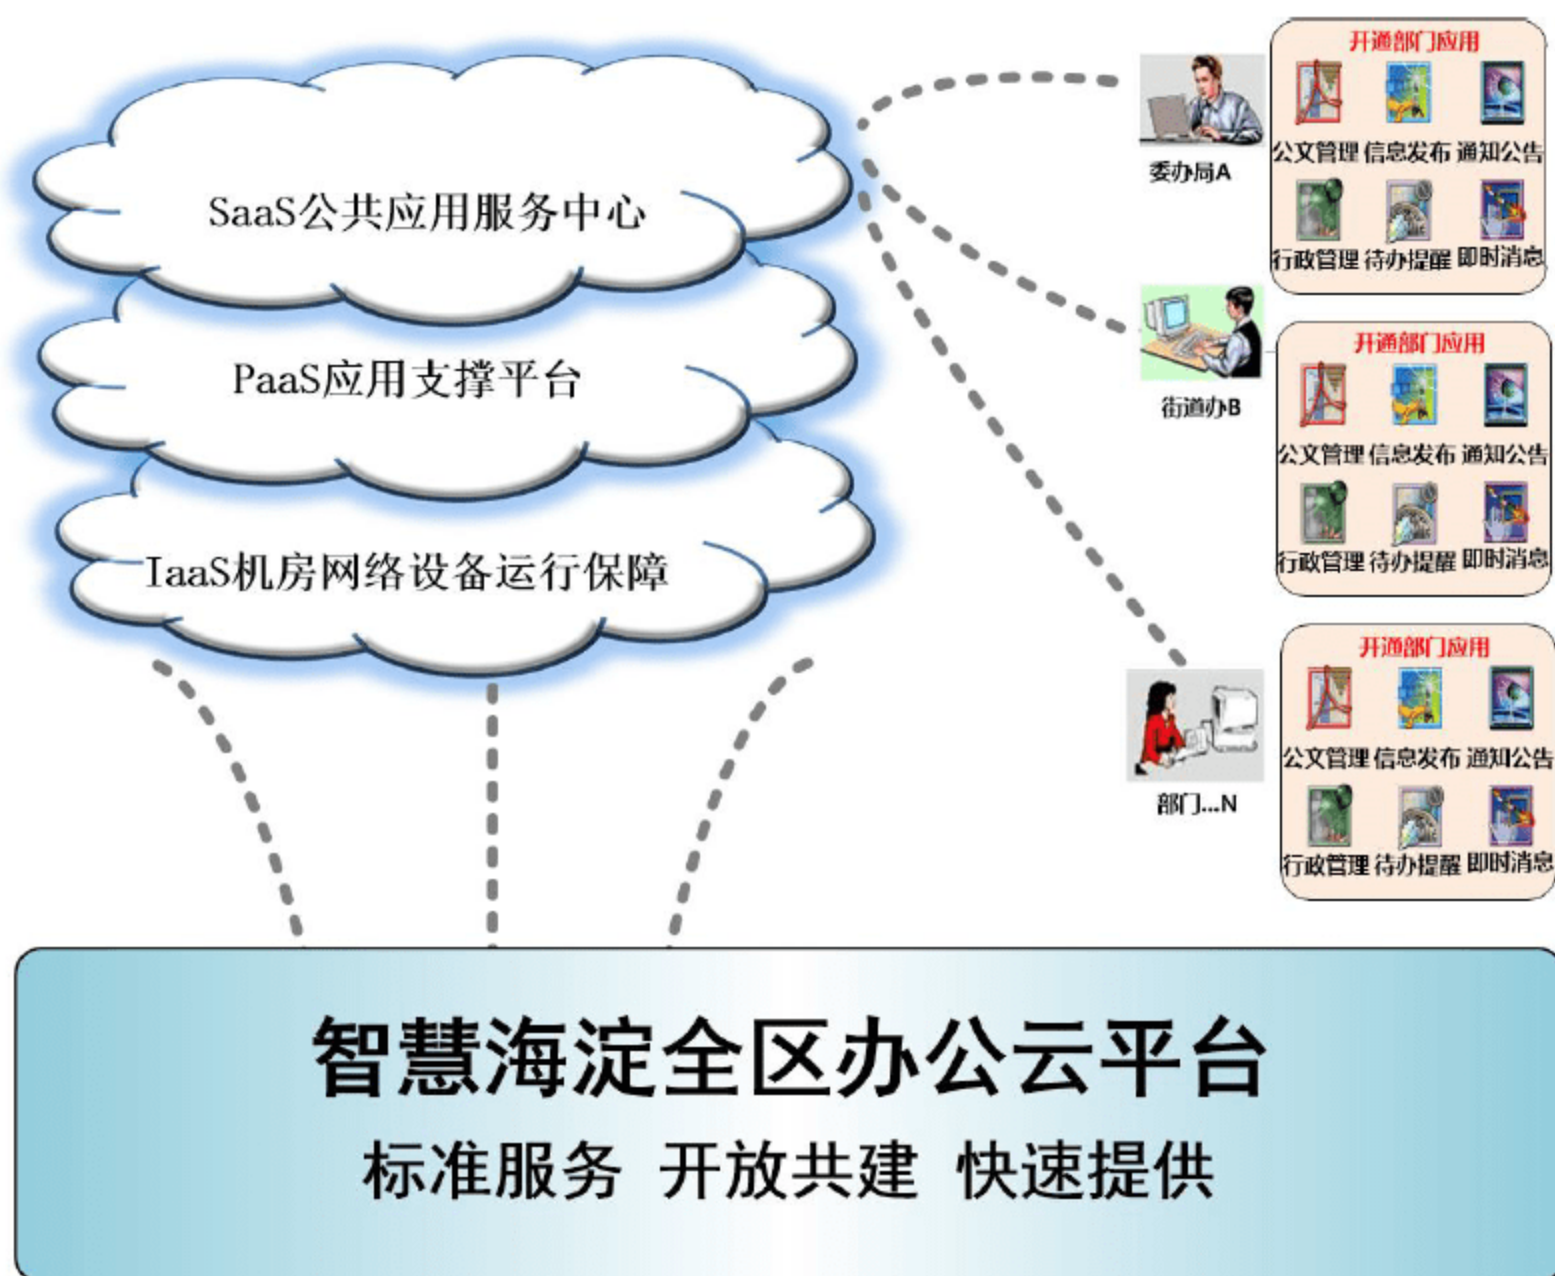 SaaS公共应用服务中心
PaaS应用支撑平台
IaaS机房网络设备运行保障
委办局A
开通部门应用
公文管理 信息发布 通知公告
行政管理 待办提醒 即时消息
街道办B
开通部门应用
公文管理 信息发布 通知公告
行政管理 待办提醒 即时消息
部门...N
开通部门应用
公文管理 信息发布 通知公告
行政管理 待办提醒 即时消息
智慧海淀全区办公云平台
标准服务 开放共建 快速提供